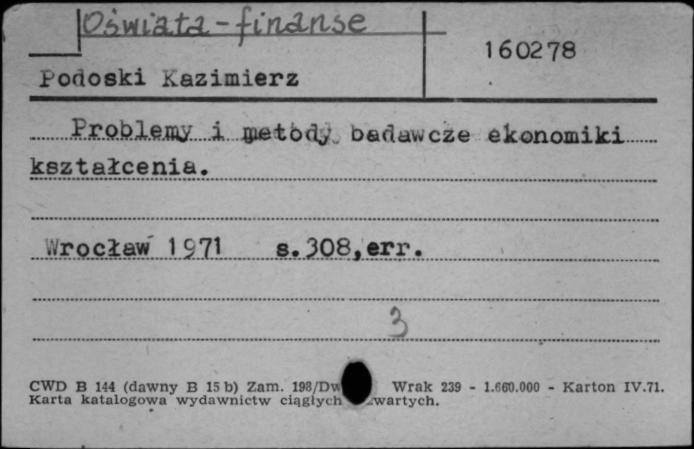 Oświata - finanse
160278
Podoski Kazimierz
Problemy i metody badawcze ekonomiki
kształcenia.
Wrocław 1971 s.308,err.
3
CWD B 144 (dawny B 15 b) Zam. 198/Dw Wrak 239 - 1.660.000 - Karton IV.71.
Karta katalogowa wydawnictw ciągłych wartych.